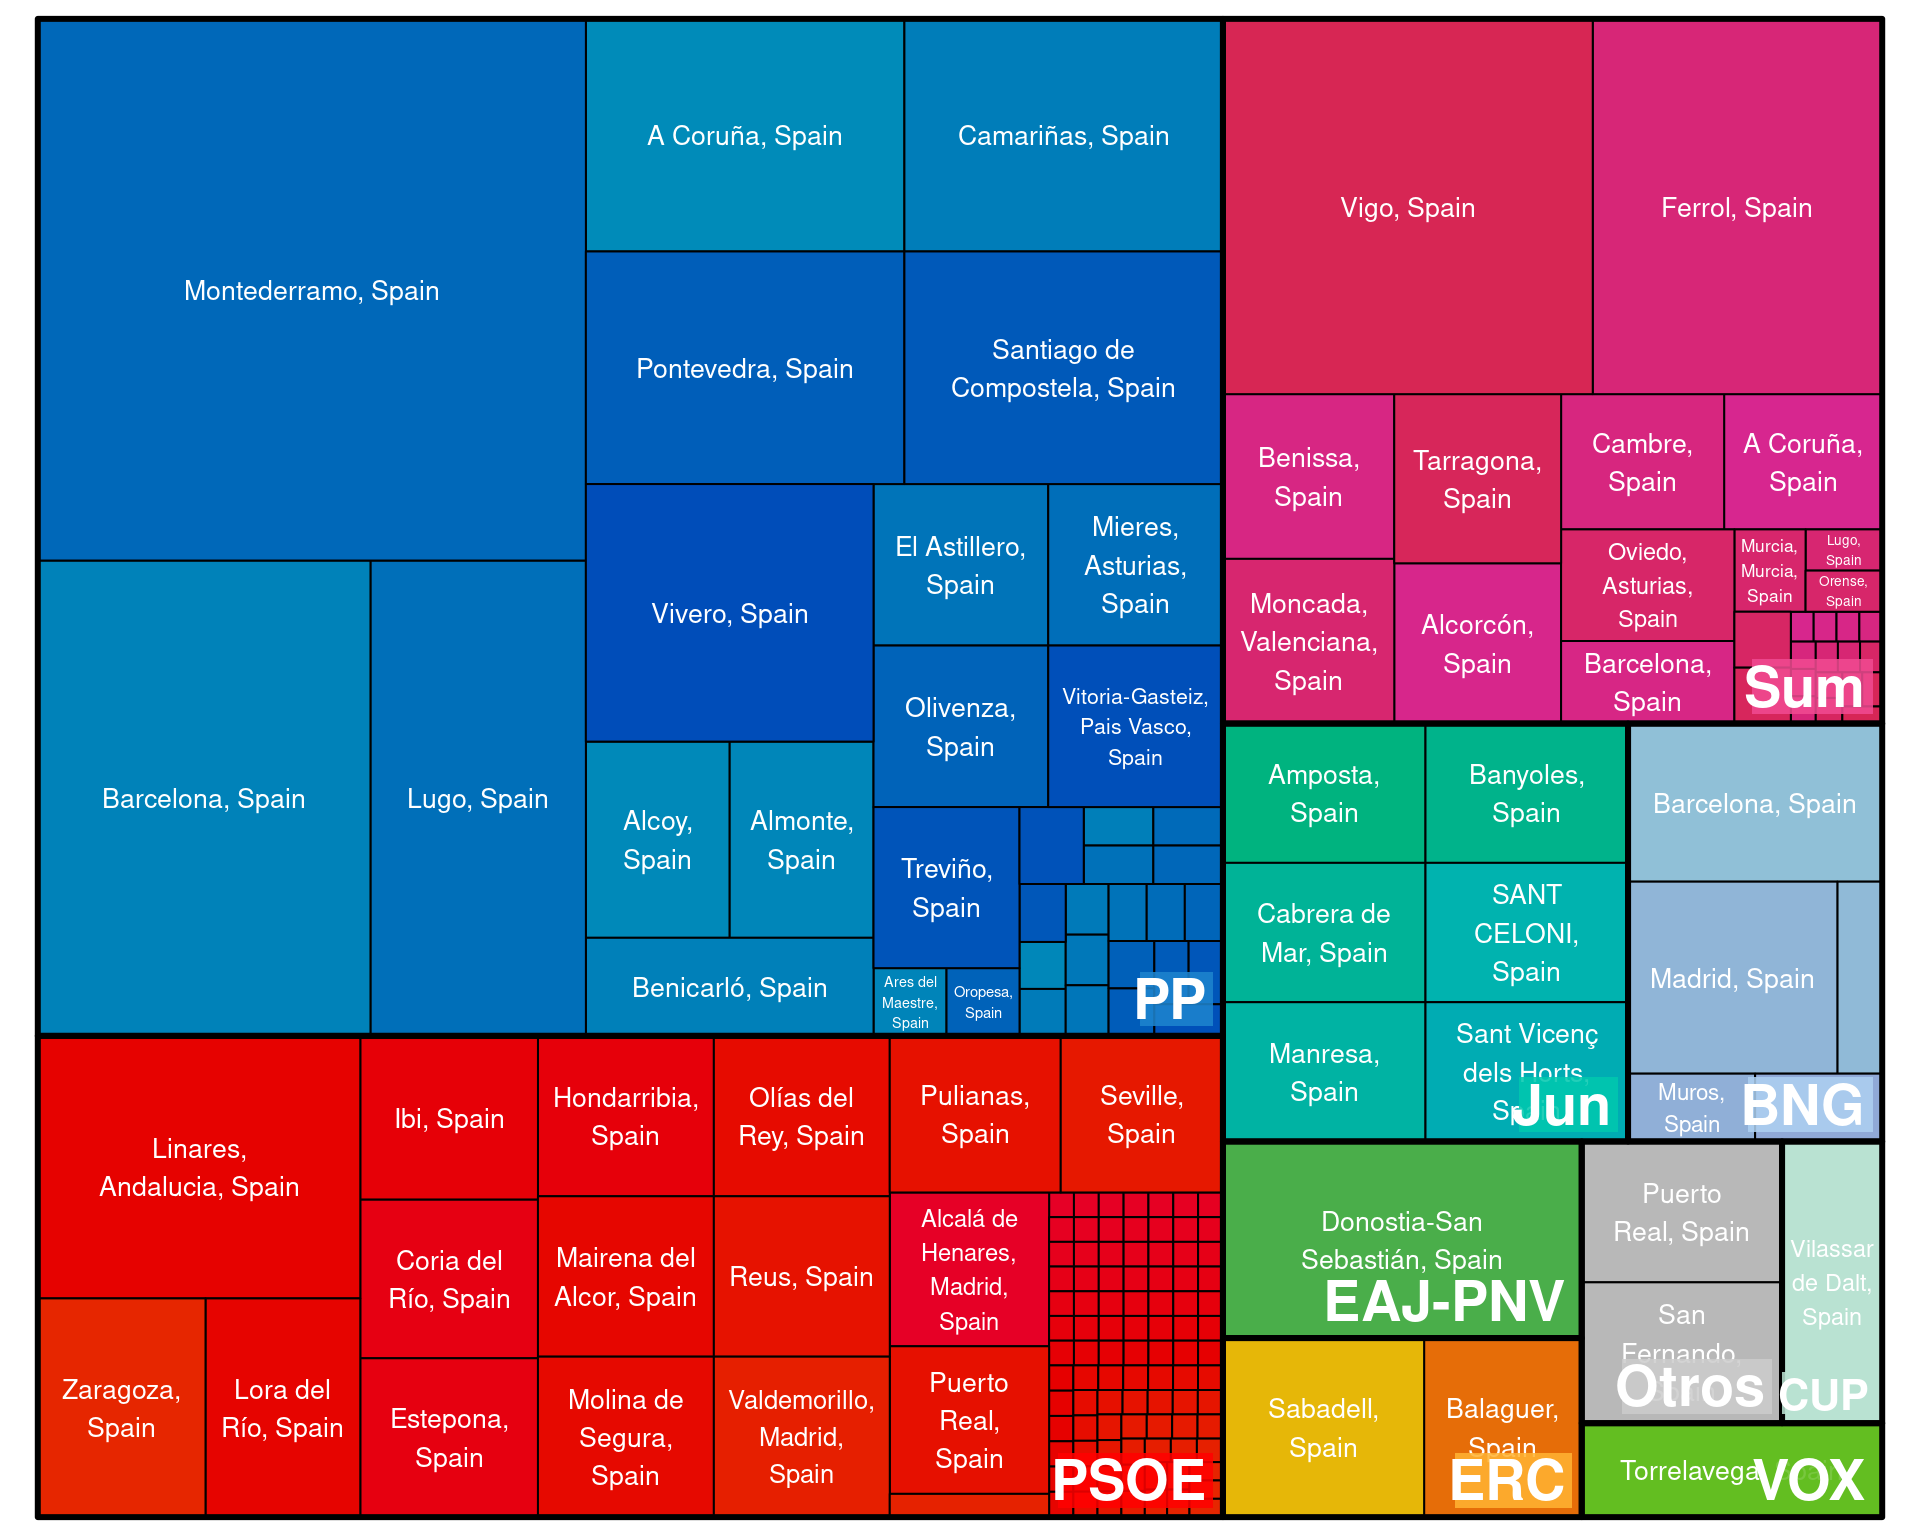 Montederramo, Spain
A Coruña, Spain
Camariñas, Spain
Pontevedra, Spain
Santiago de
Compostela, Spain
Barcelona, Spain
Lugo, Spain
Vivero, Spain
El Astillero,
Spain
Mieres,
Asturias,
Spain
Olivenza,
Spain
Vitoria-Gasteiz,
Pais Vasco,
Spain
Alcoy,
Spain
Almonte,
Spain
Benicarló, Spain
Treviño,
Spain
Ares del
Maestre,
Spain
Oropesa,
Spain
PP
Vigo, Spain
Ferrol, Spain
Benissa,
Spain
Tarragona,
Spain
Cambre,
Spain
A Coruña,
Spain
Moncada,
Valenciana,
Spain
Alcorcón,
Spain
Oviedo,
Asturias,
Spain
Barcelona,
Spain
Murcia,
Murcia,
Spain
Lugo,
Spain
Orense,
Spain
Sum
Amposta,
Spain
Banyoles,
Spain
Cabrera de
Mar, Spain
SANT
CELONI,
Spain
Manresa,
Spain
Sant Vicenç
dels Horts,
Spain
Jun
Barcelona, Spain
Madrid, Spain
Muros,
Spain
BNG
Linares,
Andalucia, Spain
Zaragoza,
Spain
Lora del
Río, Spain
Ibi, Spain
Coria del
Río, Spain
Estepona,
Spain
Hondarribia,
Spain
Mairena del
Alcor, Spain
Molina de
Segura,
Spain
Olías del
Rey, Spain
Reus, Spain
Valdemorillo,
Madrid,
Spain
Pulianas,
Spain
Seville,
Spain
Alcalá de
Henares,
Madrid,
Spain
Puerto
Real,
Spain
PSOE
Donostia-San
Sebastián, Spain
EAJ-PNV
Sabadell,
Spain
Balaguer,
Spain
ERC
Puerto
Real, Spain
San
Fernando,
Otros
Vilassar
de Dalt,
Spain
CUP
Torrelavega
VOX